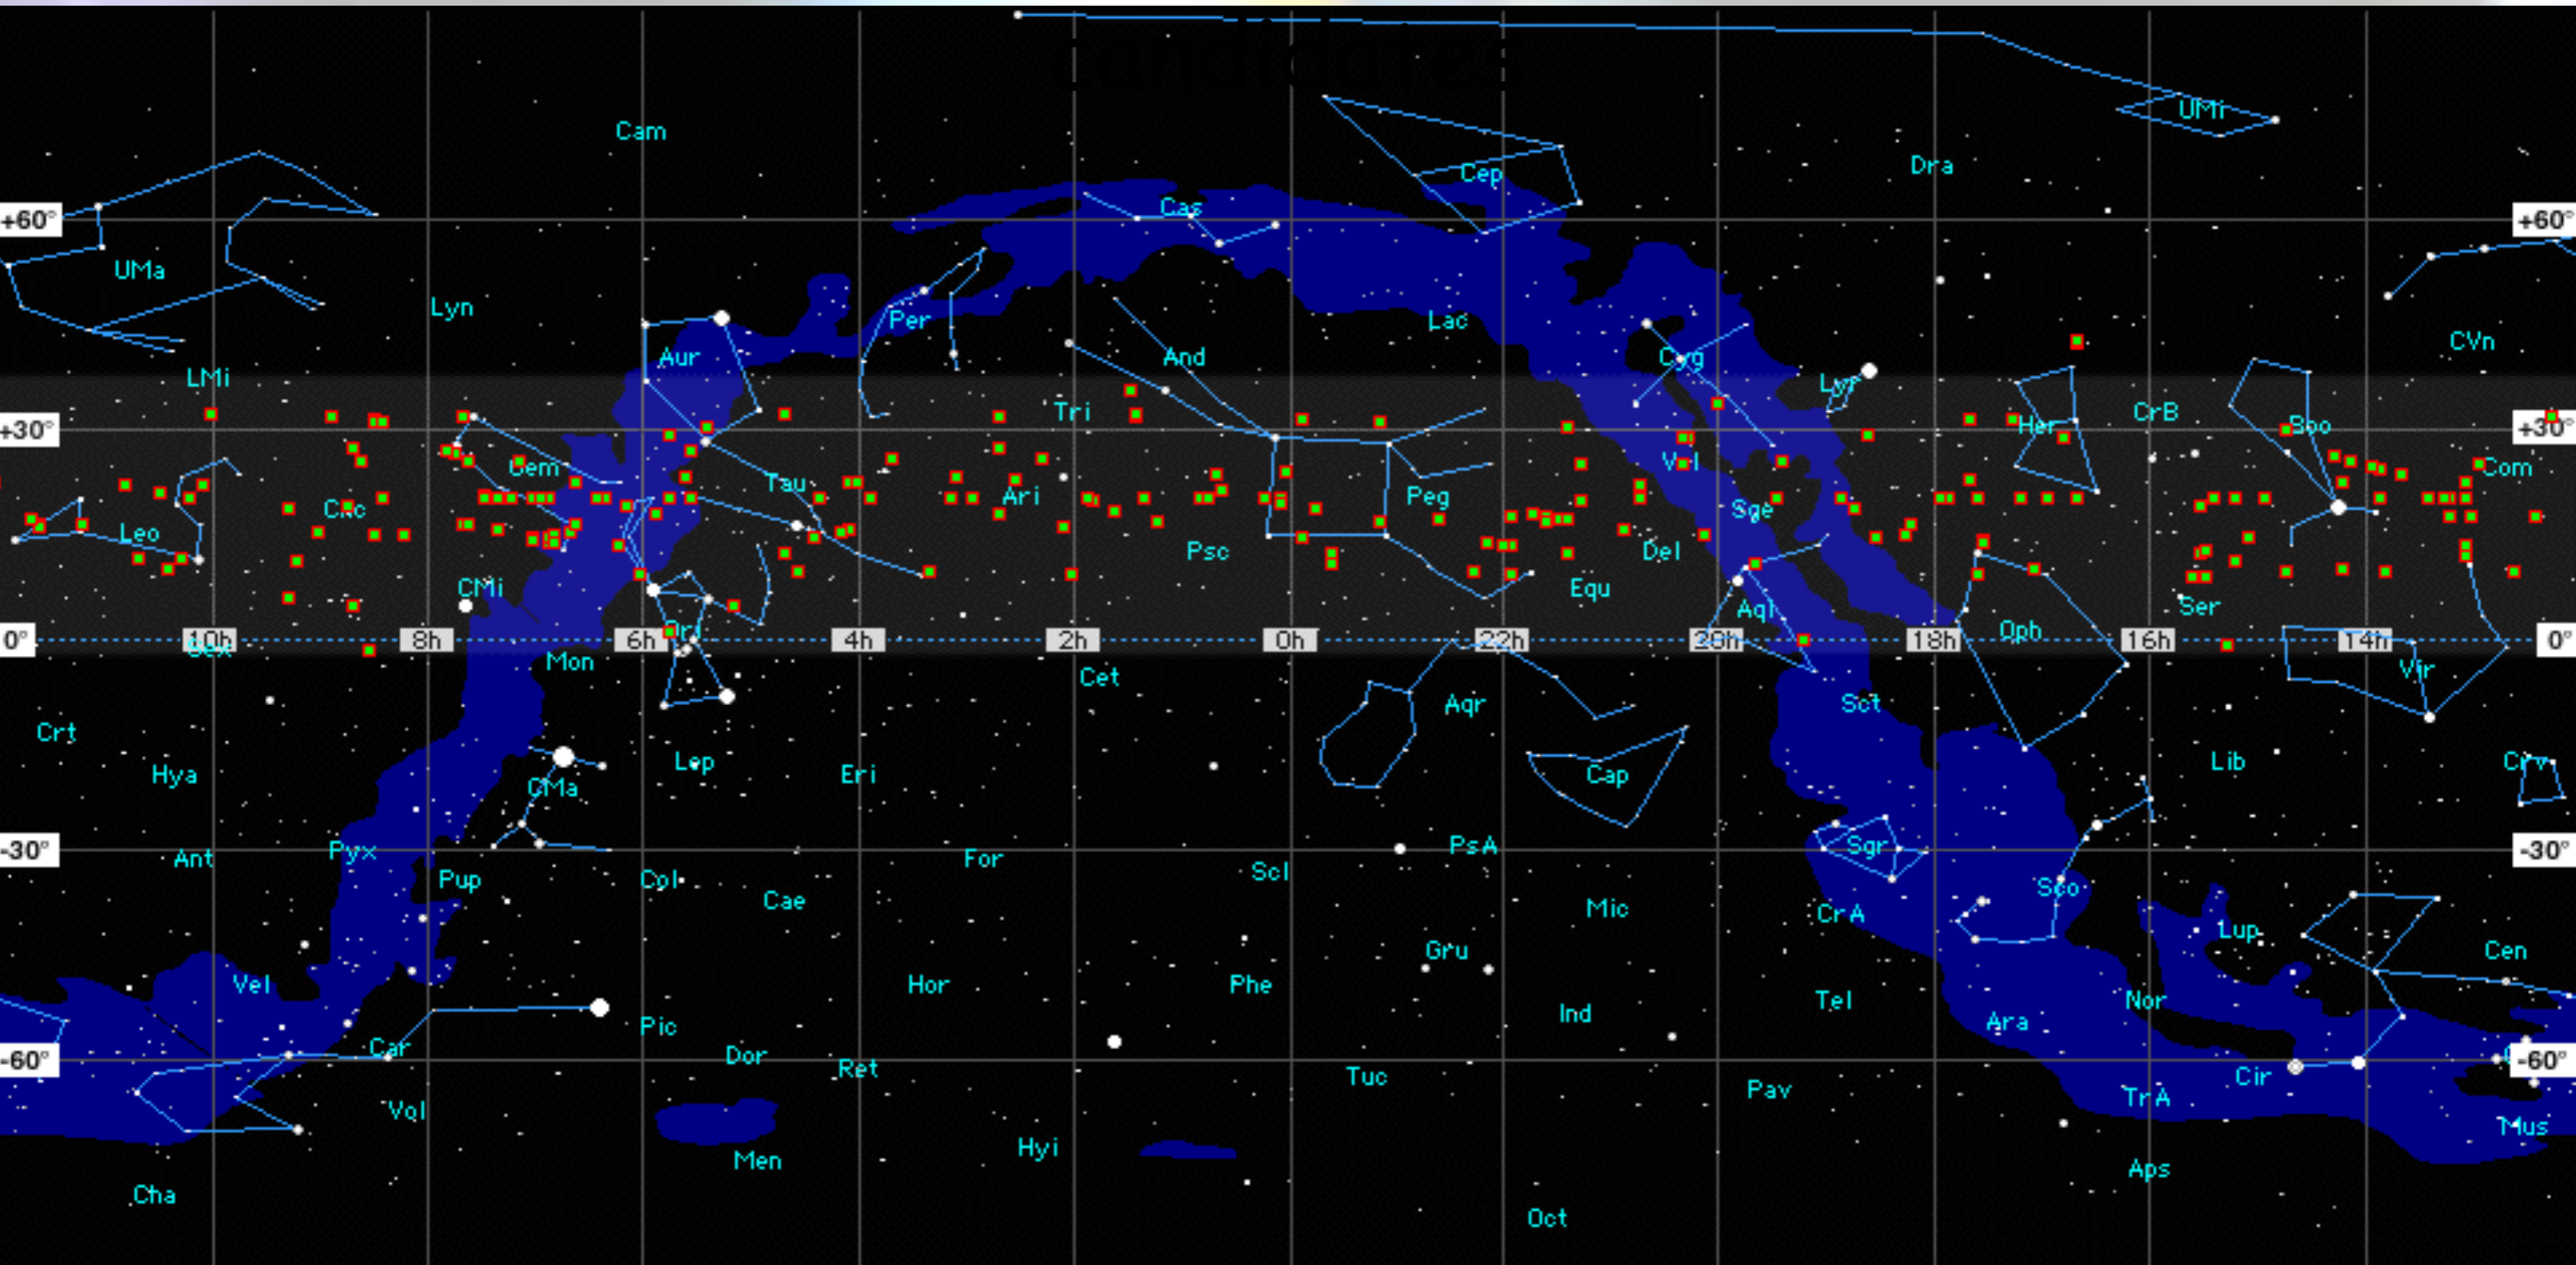 candidates
Cam
UMi
Dra
Cep
+60° Cas +60°
UMa
Lyn Per Lac
Aur And Cyg CVn
LMi Lyr
Tri CrB
+30° Her Boo +30°
Gem Tau Vul Com
Cnc Ari Peg Sge
Leo
Psc Del
CMi Equ
Aql Ser
Ori Oph
0° 10h 8h 6h 4h 2h 0h 22h 20h 18h 16h 14h 0°
Sex Mon Cet Vir
Aqr Sct
Crt
Hya Lep Eri Cap Lib Crv
CMa
-30° Ant Pyx For PsA Sgr -30°
Pup Col Scl Sco
Cae Mic CrA
Gru Lup Cen
Vel Hor Phe
Tel Nor
Pic Ind Ara
Car Dor
-60° Ret Tuc Cir -60°
Vol Pav TrA
Hyi Mus
Men Aps
Cha
Oct